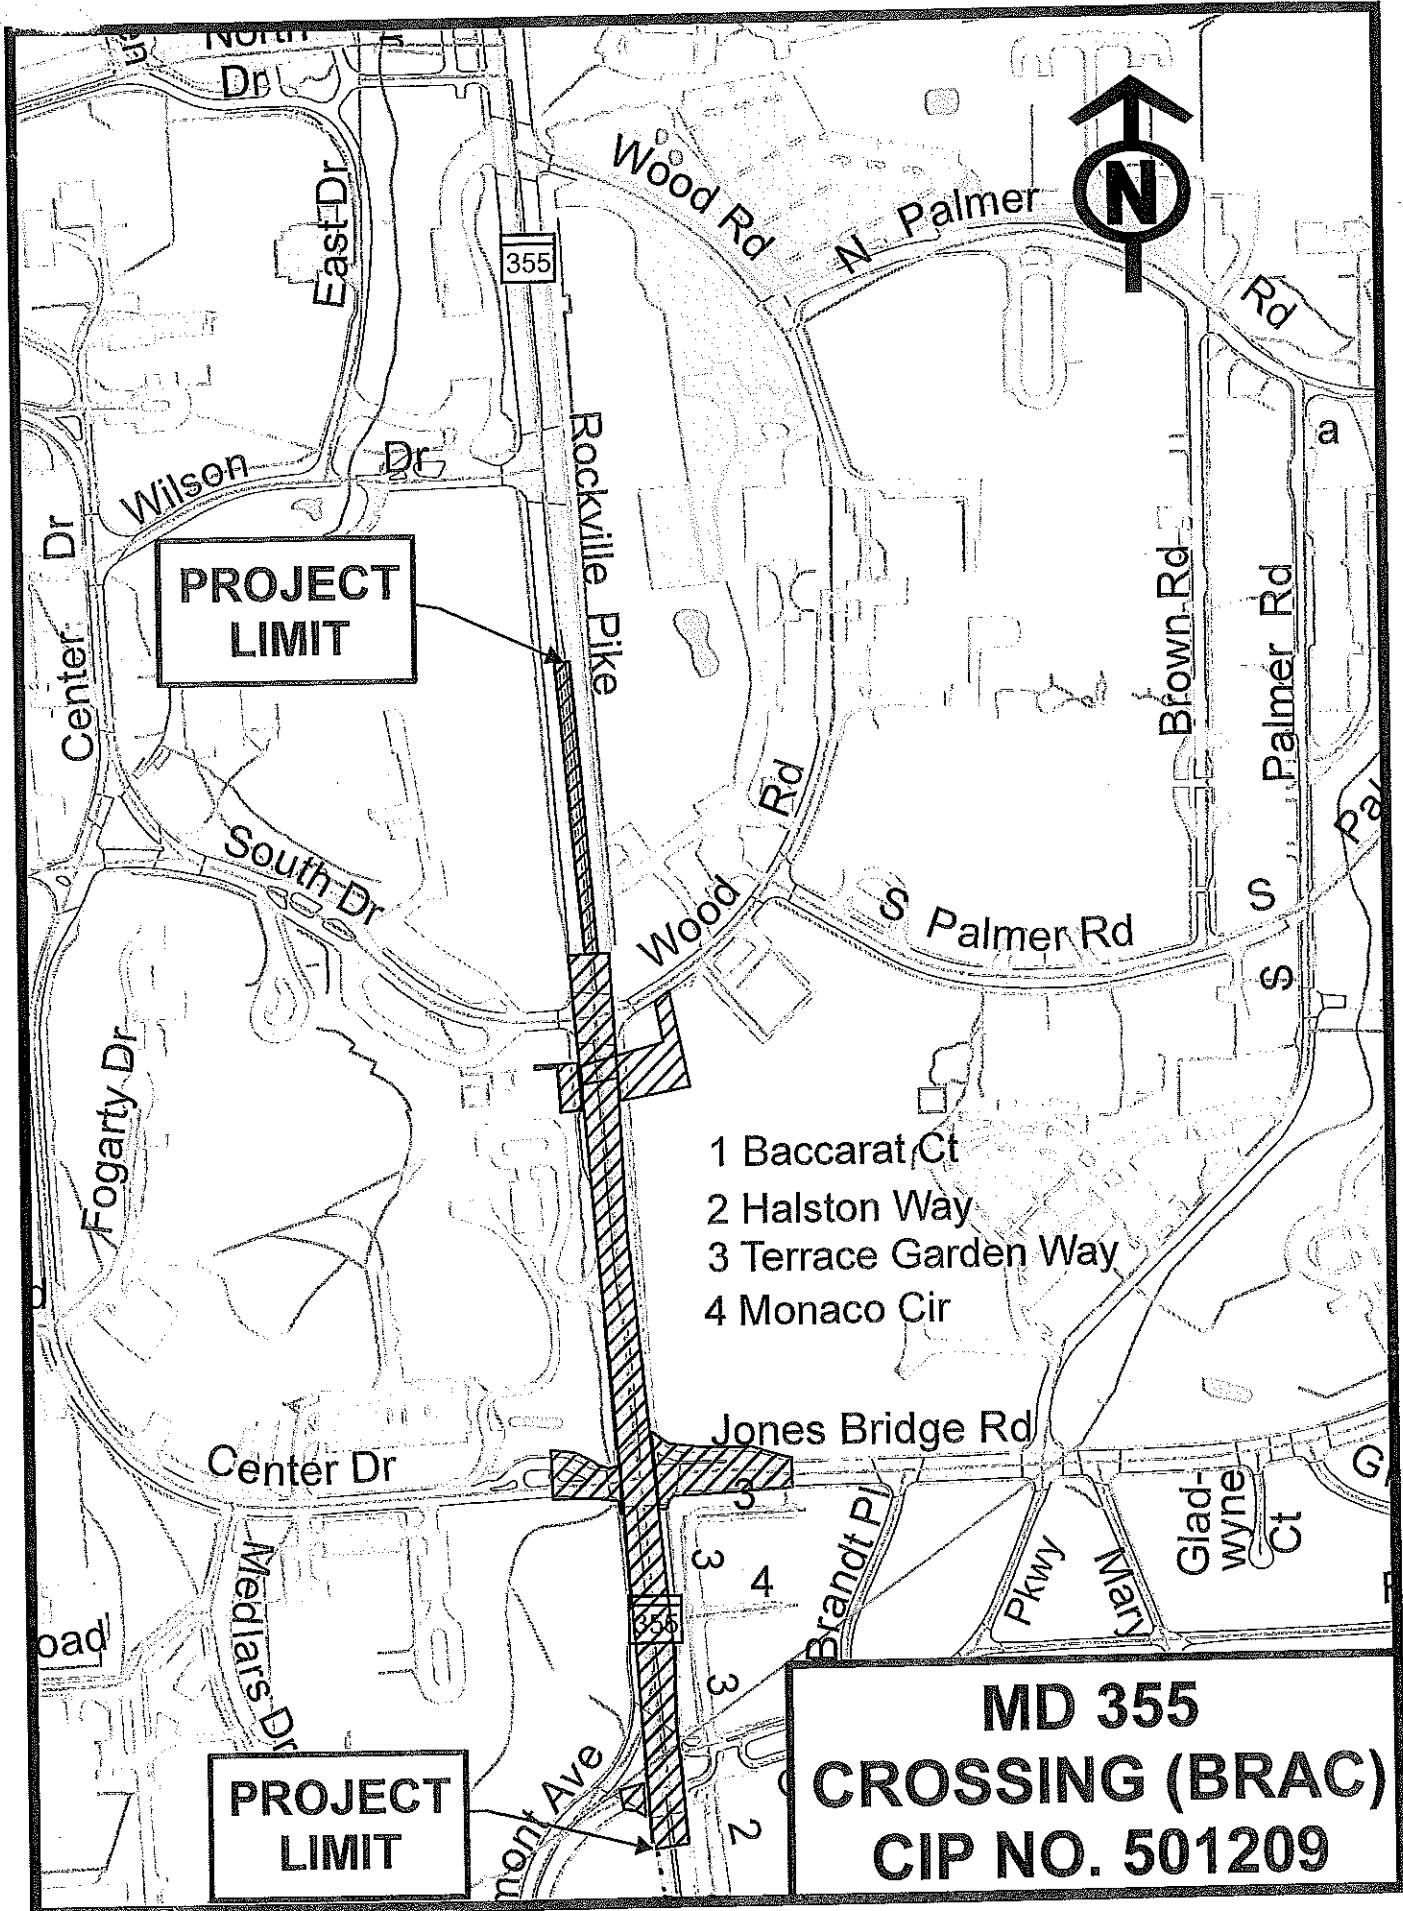 North
Dr
East Dr
355
Wood Rd
N Palmer
Rd
N
a
Wilson
Dr
Rockville Pike
Center Dr
PROJECT
LIMIT
Brown Rd
Palmer Rd
S
S
Pal
South Dr
Wood
Rd
S Palmer Rd
Fogarty Dr
1 Baccarat Ct
2 Halston Way
3 Terrace Garden Way
4 Monaco Cir
d
Jones Bridge Rd
Center Dr
3
3
4
3
2
355
Brandt Pl
Pkwy
Mary
Glad-
wyne
Ct
G
oad
Medlars Dr
mont Ave
PROJECT
LIMIT
MD 355
CROSSING (BRAC)
CIP NO. 501209